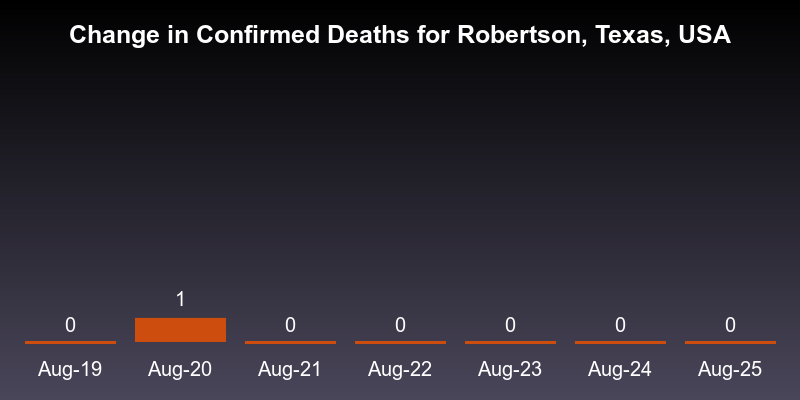 Change in Confirmed Deaths for Robertson, Texas, USA
1
0 0 0 0 0 0
Aug-19 Aug-20 Aug-21 Aug-22 Aug-23 Aug-24 Aug-25